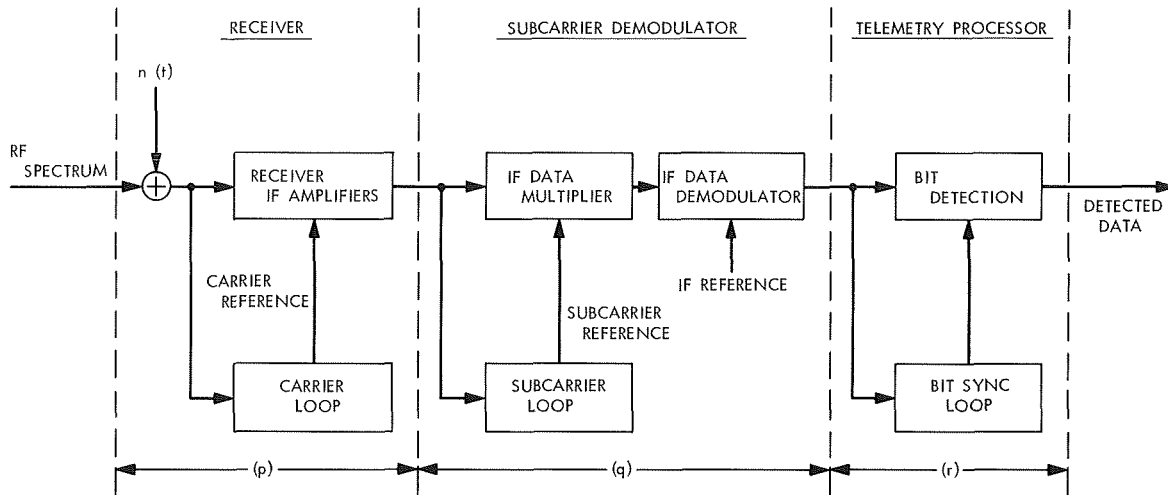 RECEIVER
SUBCARRIER DEMODULATOR
TELEMETRY PROCESSOR
n (t)
RF
SPECTRUM
+
RECEIVER
IF AMPLIFIERS
IF DATA
MULTIPLIER
IF DATA
DEMODULATOR
BIT
DETECTION
DETECTED
DATA
CARRIER
REFERENCE
IF REFERENCE
SUBCARRIER
REFERENCE
CARRIER
LOOP
SUBCARRIER
LOOP
BIT SYNC
LOOP
(p)
(q)
(r)